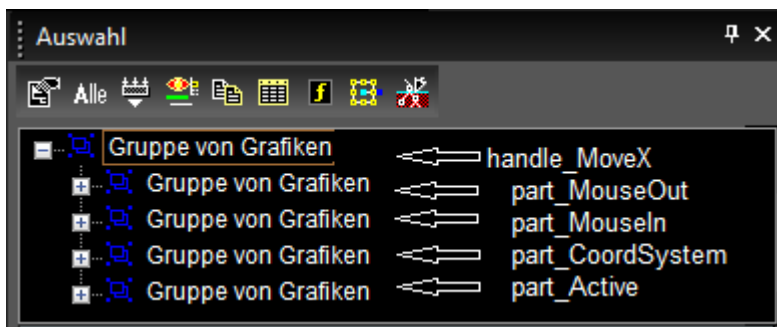 Auswahl
Alle
Gruppe von Grafiken handle_MoveX
Gruppe von Grafiken part_MouseOut
Gruppe von Grafiken part_MouseIn
Gruppe von Grafiken part_CoordSystem
Gruppe von Grafiken part_Active